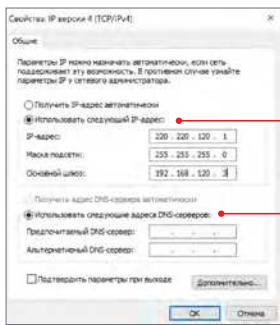 Свойства: IP версии 4 (TCP/IPv4)
Общие
Параметры IP можно назначать автоматически, если сеть
поддерживает эту возможность. В противном случае узнайте
параметры IP у сетевого администратора.
Получить IP-адрес автоматически
Использовать следующий IP-адрес:
IP-адрес: 220 . 220 . 120 . 1
Маска подсети: 255 . 255 . 255 . 0
Основной шлюз: 192 . 168 . 120 . 3
Получить адрес DNS-сервера автоматически
Использовать следующие адреса DNS-серверов:
Предпочитаемый DNS-сервер: . . .
Альтернативный DNS-сервер: . . .
Подтвердить параметры при выходе
Дополнительно...
OK Отмена